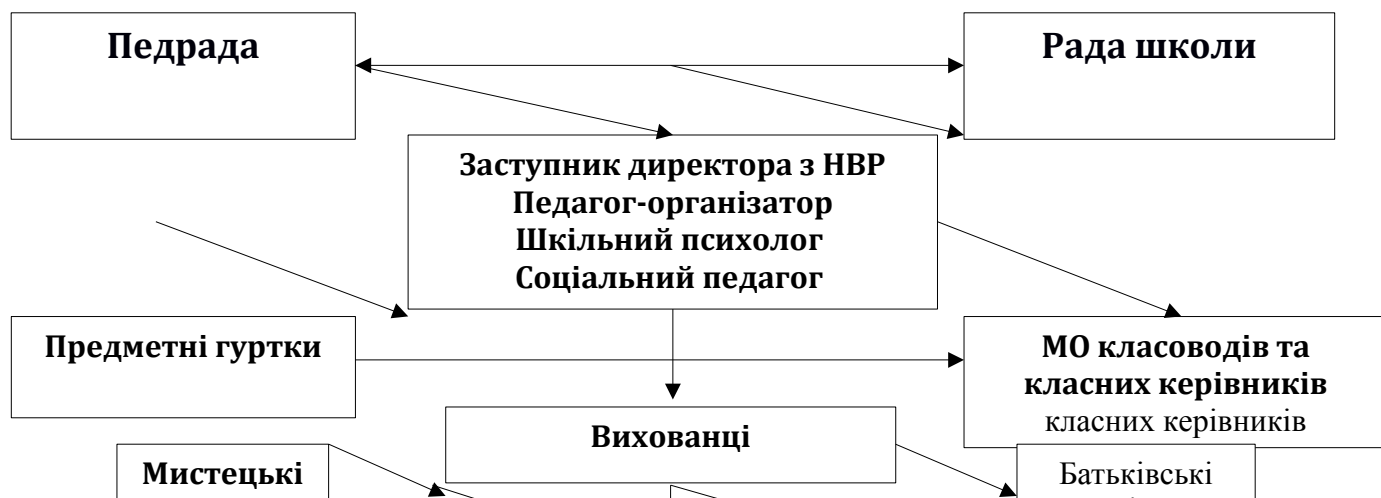 Педрада
Рада школи
Заступник директора з НВР
Педагог-організатор
Шкільний психолог
Соціальний педагог
Предметні гуртки
МО класоводів та
класних керівників
класних керівників
Вихованці
Мистецькі
Батьківські